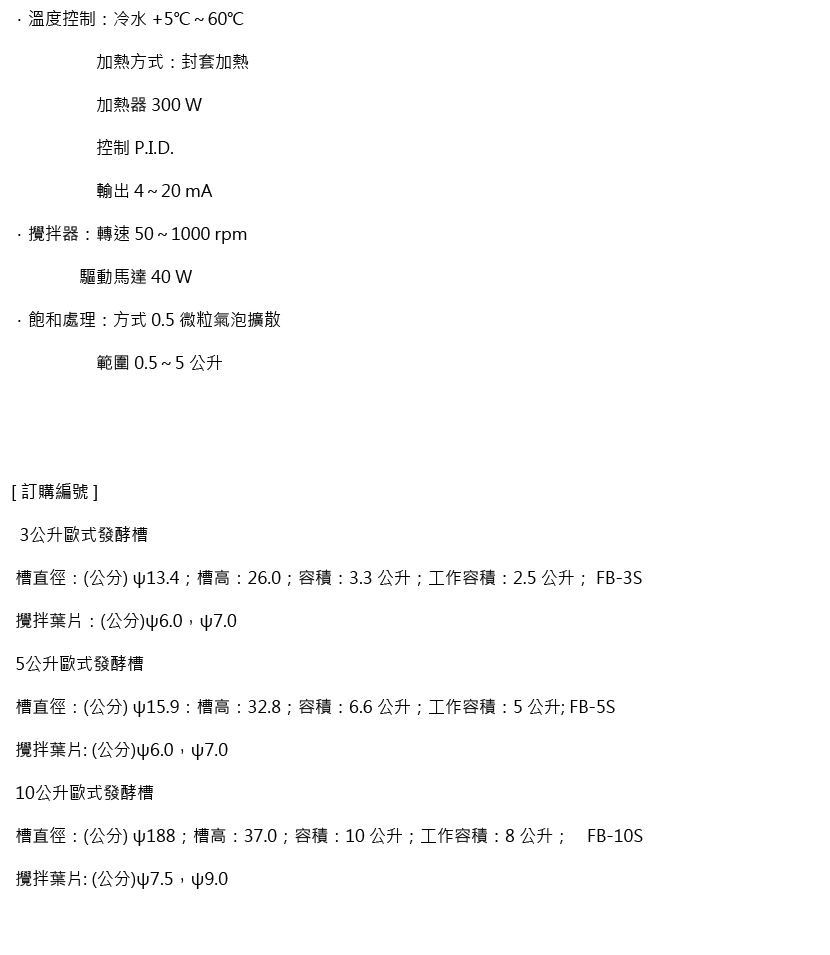 · 溫度控制：冷水 +5℃～60℃
加熱方式：封套加熱
加熱器 300 W
控制 P.I.D.
輸出 4～20 mA
· 攪拌器：轉速 50～1000 rpm
驅動馬達 40 W
· 飽和處理：方式 0.5 微粒氣泡擴散
範圍 0.5～5 公升
[ 訂購編號 ]
3公升歐式發酵槽
槽直徑：(公分) ψ13.4；槽高：26.0；容積：3.3 公升；工作容積：2.5 公升； FB-3S
攪拌葉片：(公分)ψ6.0，ψ7.0
5公升歐式發酵槽
槽直徑：(公分) ψ15.9：槽高：32.8；容積：6.6 公升；工作容積：5 公升; FB-5S
攪拌葉片: (公分)ψ6.0，ψ7.0
10公升歐式發酵槽
槽直徑：(公分) ψ188；槽高：37.0；容積：10 公升；工作容積：8 公升； FB-10S
攪拌葉片: (公分)ψ7.5，ψ9.0